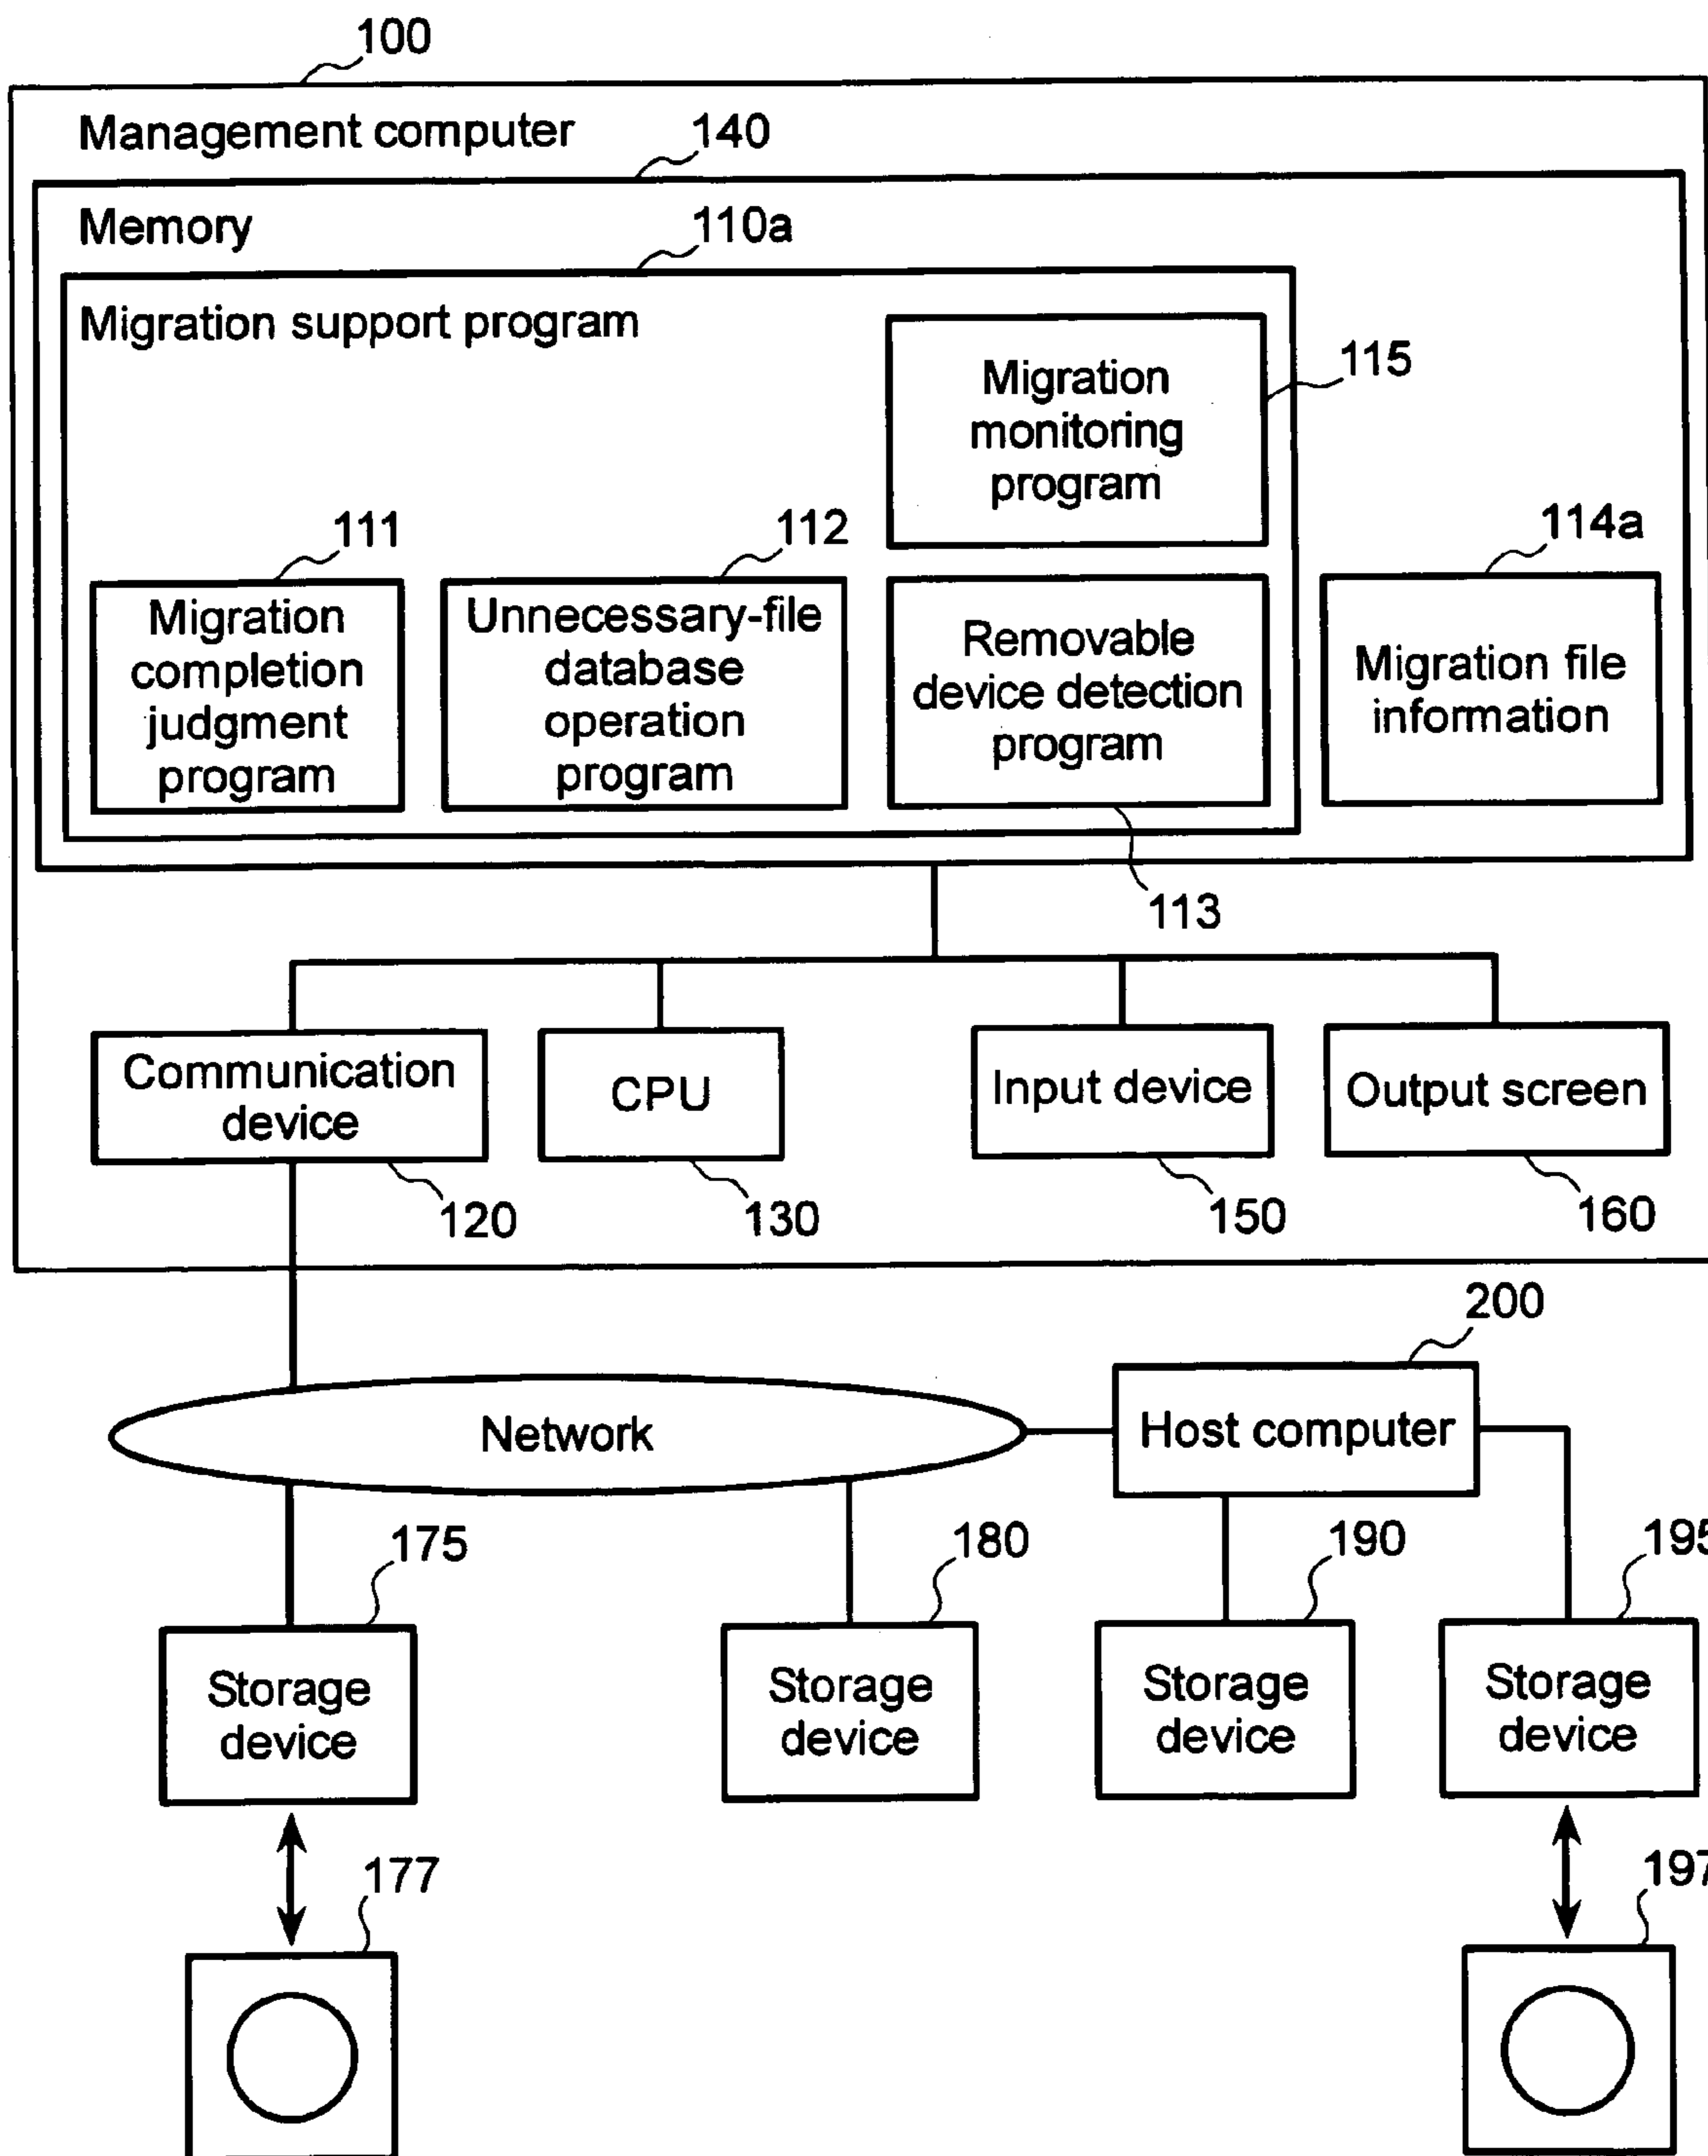 100
Management computer
140
Memory
110a
Migration support program
Migration
monitoring
program
115
111
112
114a
Migration
completion
judgment
program
Unnecessary-file
database
operation
program
Removable
device detection
program
Migration file
information
113
Communication
device
CPU
Input device
Output screen
120
130
150
160
200
Network
Host computer
175
180
190
195
Storage
device
Storage
device
Storage
device
Storage
device
177
197